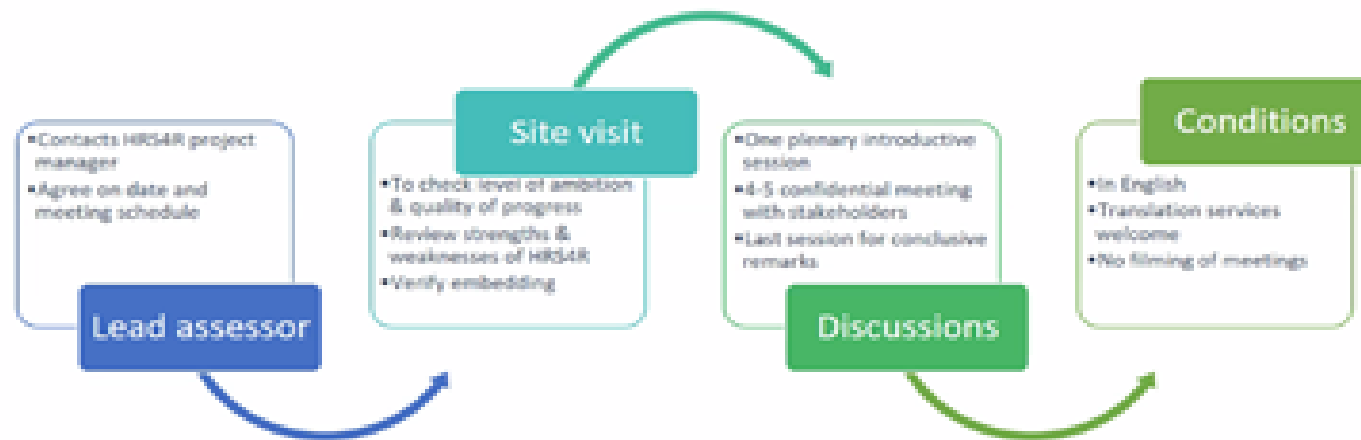 ▪Contacts HRS4R project
manager
▪Agree on date and
meeting schedule
Lead assessor
Site visit
▪To check level of ambition
& quality of progress
▪Review strengths &
weaknesses of HRS4R
▪Verify embedding
▪One plenary introductive
session
▪4-5 confidential meeting
with stakeholders
▪Last session for conclusive
remarks
Discussions
Conditions
▪In English
▪Translation services
welcome
▪No filming of meetings